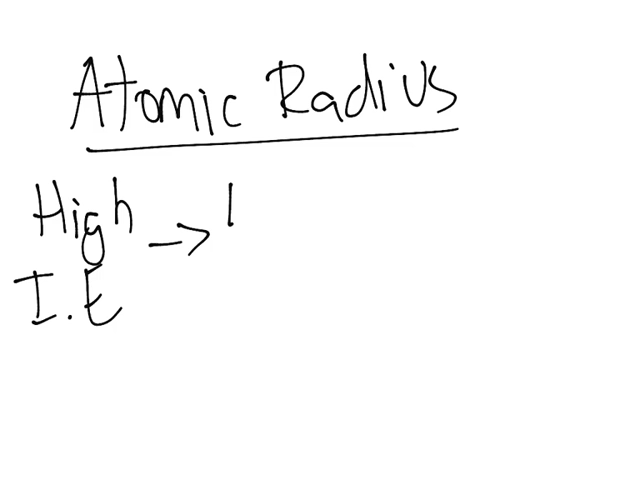 Atomic Radius
High →
I.E